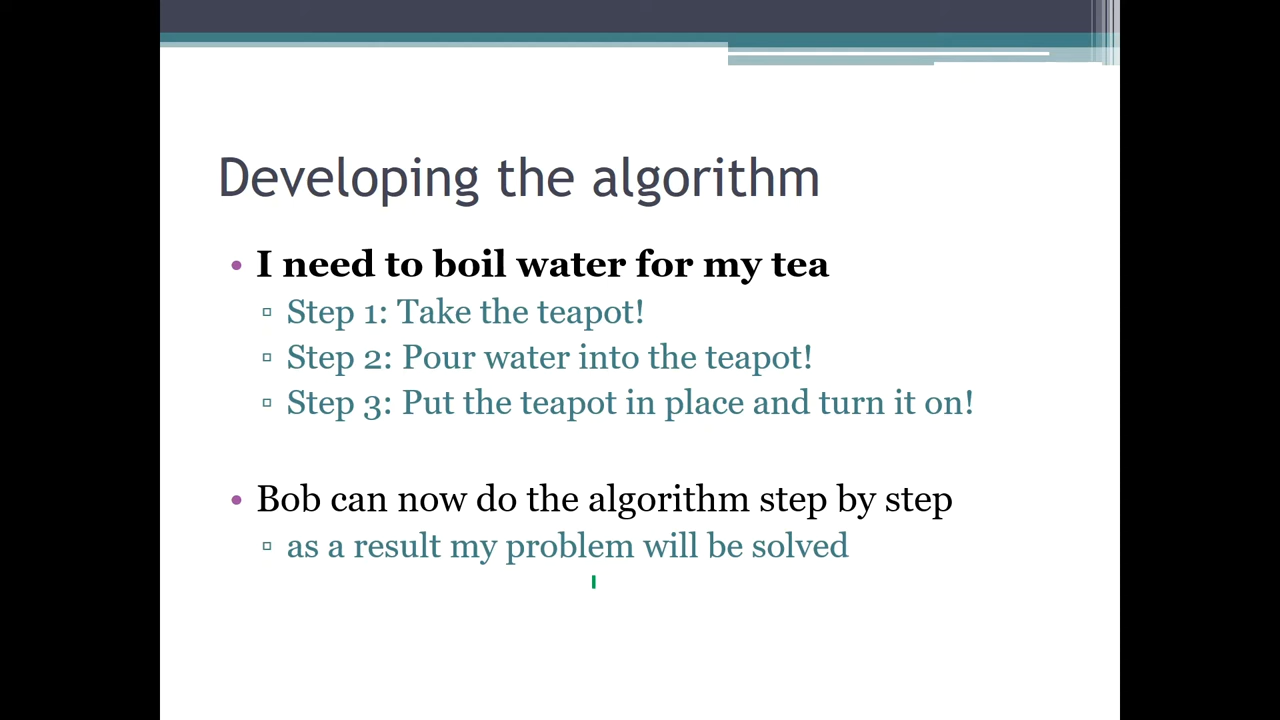 Developing the algorithm
• I need to boil water for my tea
▫ Step 1: Take the teapot!
▫ Step 2: Pour water into the teapot!
▫ Step 3: Put the teapot in place and turn it on!
• Bob can now do the algorithm step by step
▫ as a result my problem will be solved